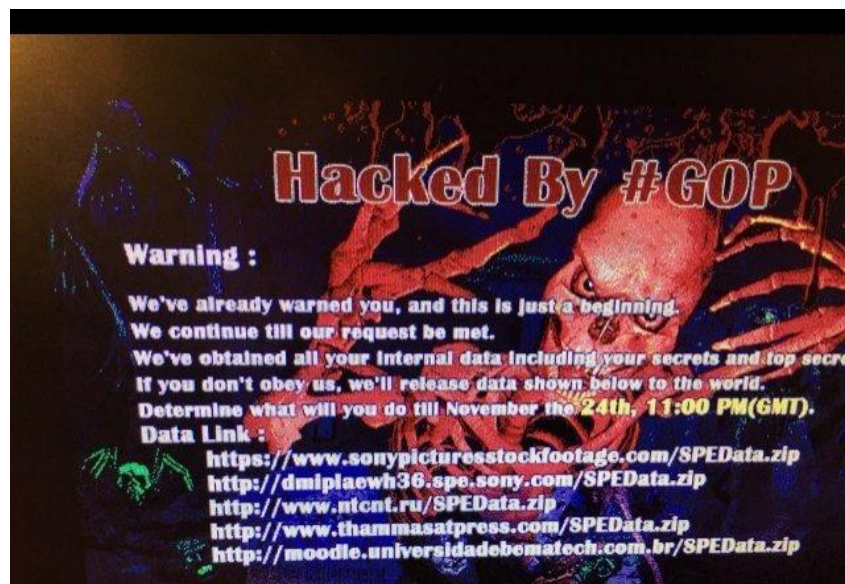 Hacked By #GOP
Warning :
We've already warned you, and this is just a beginning.
We continue till our request be met.
We've obtained all your internal data including your secrets and top
If you don't obey us, we'll release data shown below to the world.
Determine what will you do till November the 24th, 11:00 PM(GMT).
Data Link :
https://www.sonypicturesstockfootage.com/SPEData.zip
http://dmiplaewh36.spe.sony.com/SPEData.zip
http://www.ntcnt.ru/SPEData.zip
http://www.thammasatpress.com/SPEData.zip
http://moodle.universidadebematech.com.br/SPEData.zip